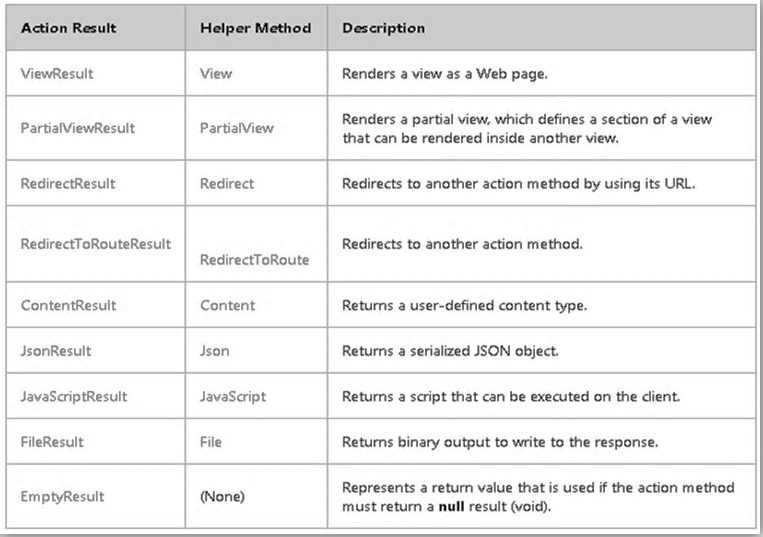 Action Result Helper Method Description
ViewResult View Renders a view as a Web page.
PartialViewResult PartialView Renders a partial view, which defines a section of a view
that can be rendered inside another view.
RedirectResult Redirect Redirects to another action method by using its URL.
RedirectToRouteResult RedirectToRoute Redirects to another action method.
ContentResult Content Returns a user-defined content type.
JsonResult Json Returns a serialized JSON object.
JavaScriptResult JavaScript Returns a script that can be executed on the client.
FileResult File Returns binary output to write to the response.
EmptyResult (None) Represents a return value that is used if the action method
must return a null result (void).